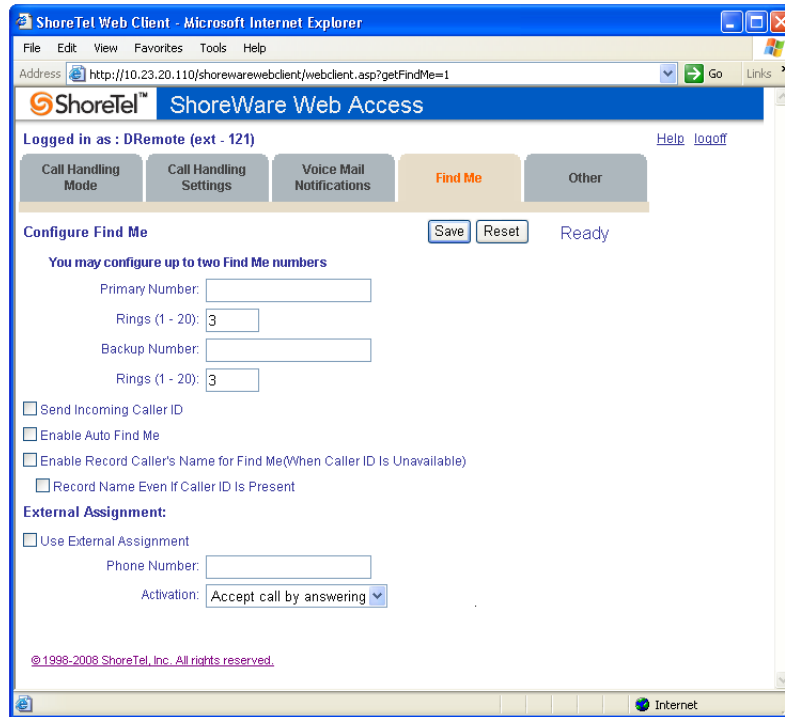 ShoreTel Web Client - Microsoft Internet Explorer
File Edit View Favorites Tools Help
Address http://10.23.20.110/shorewarewebclient/webclient.asp?getFindMe=1 Go Links
ShoreTel™ ShoreWare Web Access
Logged in as : DRemote (ext - 121) Help logoff
Call Handling Mode
Call Handling Settings
Voice Mail Notifications
Find Me
Other
Configure Find Me Save Reset Ready
You may configure up to two Find Me numbers
Primary Number:
Rings (1 - 20): 3
Backup Number:
Rings (1 - 20): 3
Send Incoming Caller ID
Enable Auto Find Me
Enable Record Caller's Name for Find Me(When Caller ID Is Unavailable)
Record Name Even If Caller ID Is Present
External Assignment:
Use External Assignment
Phone Number:
Activation: Accept call by answering
© 1998-2008 ShoreTel, Inc. All rights reserved.
Internet